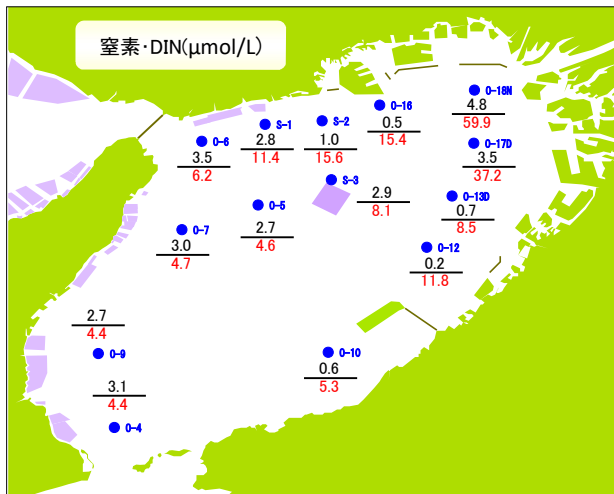 窒素・DIN(μmol/L)
O-18N
4.8
59.9
O-16
0.5
15.4
S-2
1.0
15.6
S-1
2.8
11.4
O-6
3.5
6.2
O-17D
3.5
37.2
S-3
2.9
8.1
O-13D
0.7
8.5
O-5
2.7
4.6
O-7
3.0
4.7
O-12
0.2
11.8
2.7
4.4
O-9
O-10
0.6
5.3
3.1
4.4
O-4